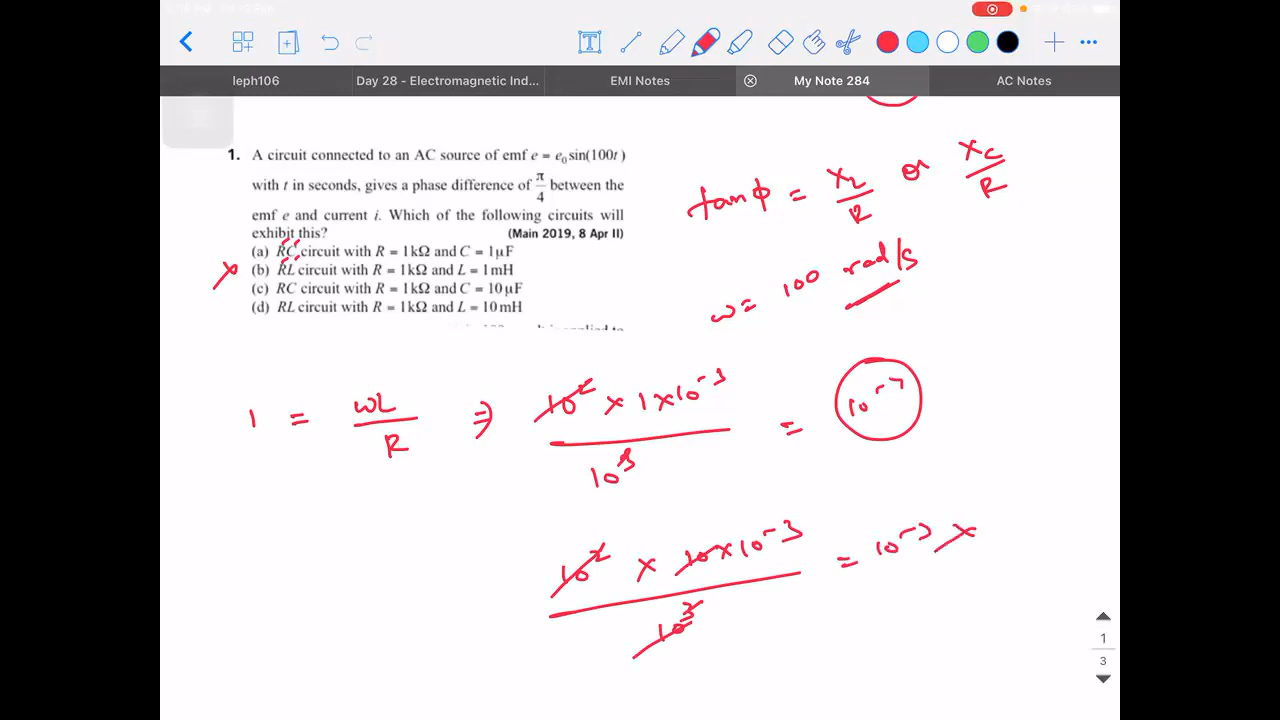 leph106
Day 28 - Electromagnetic Ind...
EMI Notes
My Note 284
AC Notes
1. A circuit connected to an AC source of emf e = e₀ sin(100t)
with t in seconds, gives a phase difference of π/4 between the
emf e and current i. Which of the following circuits will
exhibit this? (Main 2019, 8 Apr II)
(a) RC circuit with R = 1kΩ and C = 1μF
(b) RL circuit with R = 1kΩ and L = 1mH
(c) RC circuit with R = 1kΩ and C = 10μF
(d) RL circuit with R = 1kΩ and L = 10mH
tanϕ = X_L/R or X_C/R
ω = 100 rad/s
1 = ωL/R ⇒ 10² × 1 × 10⁻³ / 10³ =
10² × 10 × 10⁻³ / 10³ = 10⁻³ ×
1
3